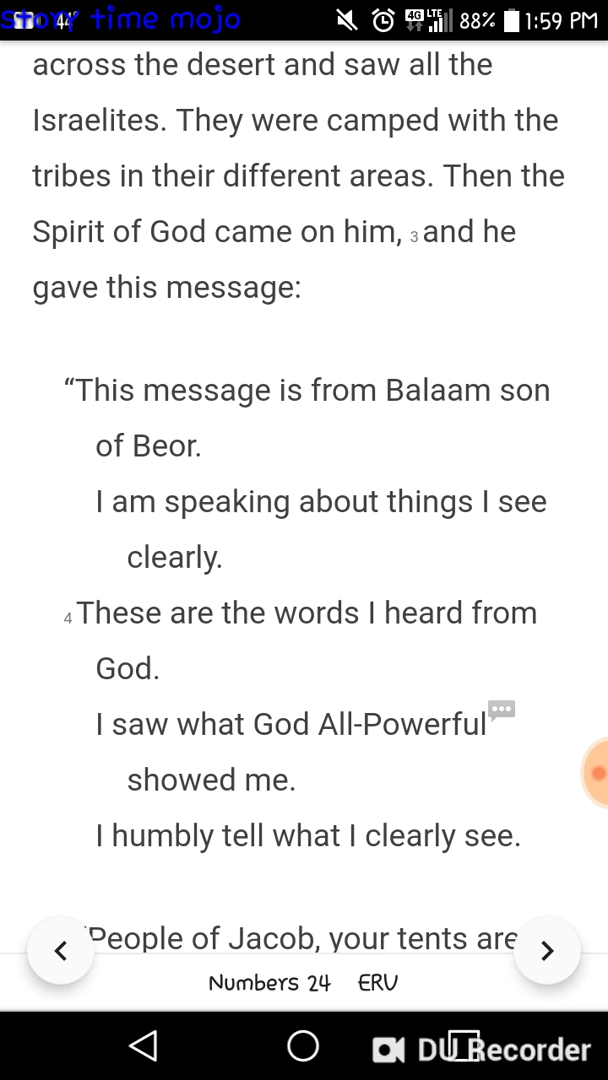 story time mojo
44°
4G LTE 88% 1:59 PM
across the desert and saw all the
Israelites. They were camped with the
tribes in their different areas. Then the
Spirit of God came on him, 3 and he
gave this message:
“This message is from Balaam son
of Beor.
I am speaking about things I see
clearly.
4 These are the words I heard from
God.
I saw what God All-Powerful
showed me.
I humbly tell what I clearly see.
“People of Jacob, your tents are
Numbers 24 ERV
DU Recorder